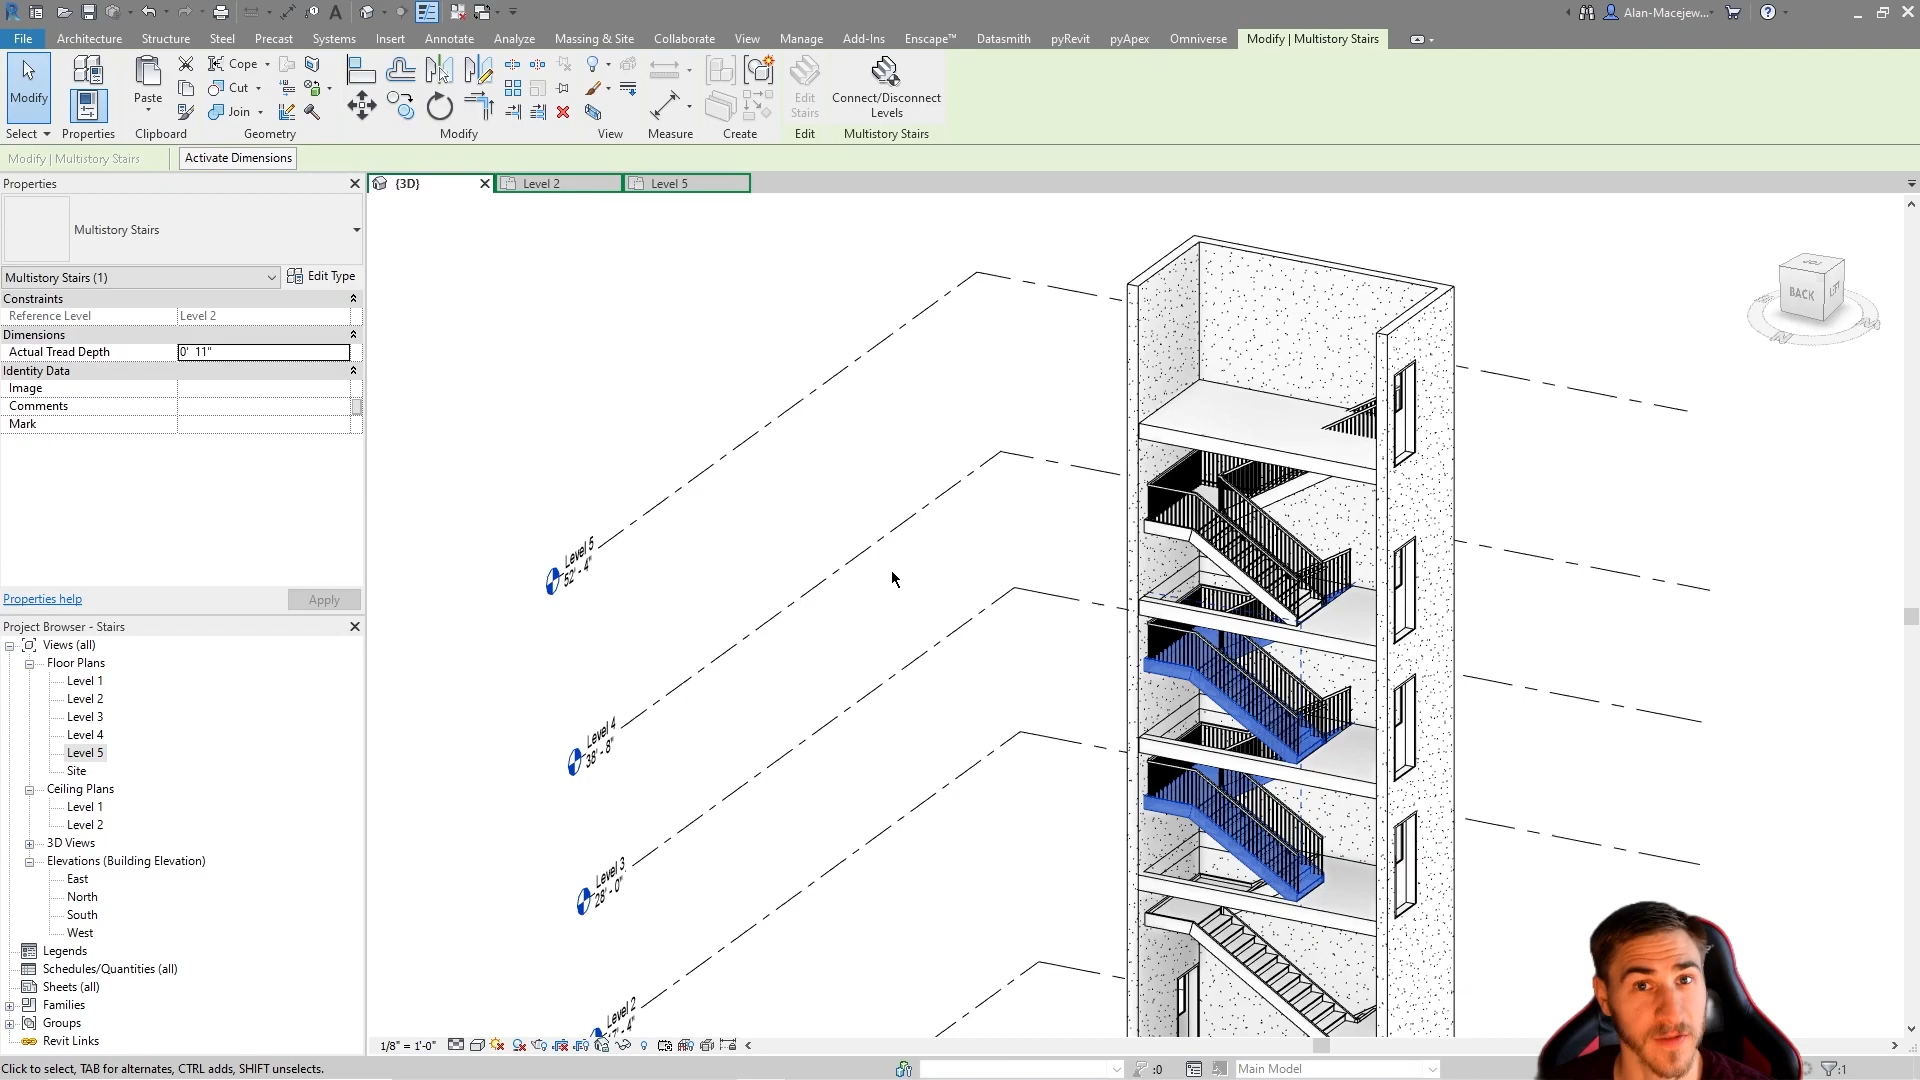 Alan-Macejew...
File Architecture Structure Steel Precast Systems Insert Annotate Analyze Massing & Site Collaborate View Manage Add-Ins Enscape™ Datasmith pyRevit pyApex Omniverse Modify | Multistory Stairs
Modify
Paste
Cope
Cut
Join
Edit
Stairs
Connect/Disconnect
Levels
Select Properties Clipboard Geometry Modify View Measure Create Edit Multistory Stairs
Modify | Multistory Stairs Activate Dimensions
Properties
{3D} Level 2 Level 5
Multistory Stairs
Multistory Stairs (1) Edit Type
Constraints
Reference Level Level 2
Dimensions
Actual Tread Depth 0' 11"
Identity Data
Image
Comments
Mark
Properties help Apply
Project Browser - Stairs
Views (all)
Floor Plans
Level 1
Level 2
Level 3
Level 4
Level 5
Site
Ceiling Plans
Level 1
Level 2
3D Views
Elevations (Building Elevation)
East
North
South
West
Legends
Schedules/Quantities (all)
Sheets (all)
Families
Groups
Revit Links
BACK
Level 5
52' - 4"
Level 4
38' - 8"
Level 3
28' - 0"
Level 2
1/8" = 1'-0"
Click to select, TAB for alternates, CTRL adds, SHIFT unselects.
:0
Main Model
:1